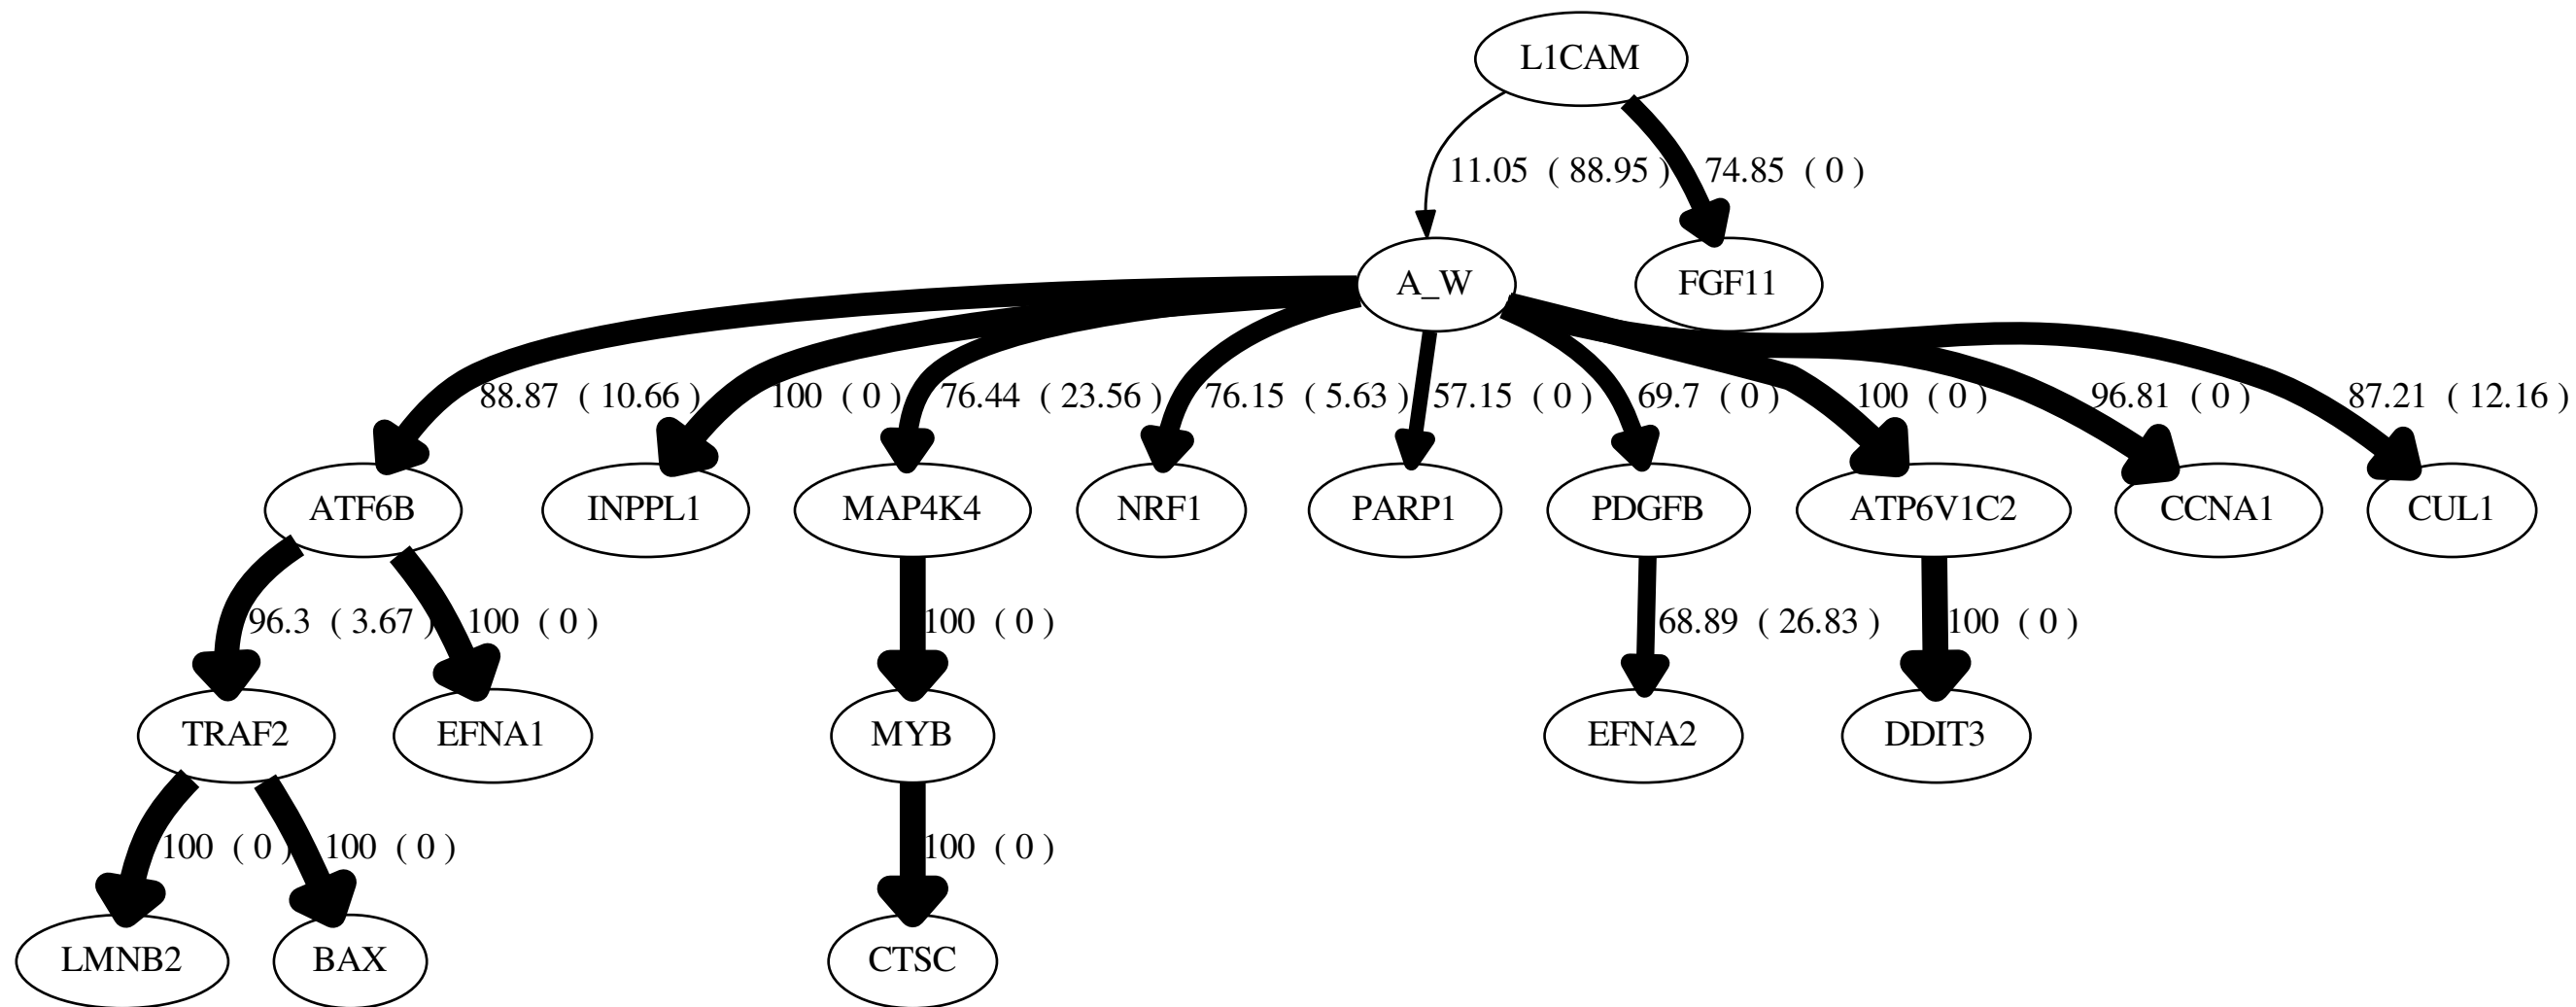 L1CAM
11.05 ( 88.95 ) 74.85 ( 0 )
A_W FGF11
88.87 ( 10.66 ) 100 ( 0 ) 76.44 ( 23.56 ) 76.15 ( 5.63 ) 57.15 ( 0 ) 69.7 ( 0 ) 100 ( 0 ) 96.81 ( 0 ) 87.21 ( 12.16 )
ATF6B INPPL1 MAP4K4 NRF1 PARP1 PDGFB ATP6V1C2 CCNA1 CUL1
96.3 ( 3.67 ) 100 ( 0 ) 100 ( 0 ) 68.89 ( 26.83 ) 100 ( 0 )
TRAF2 EFNA1 MYB EFNA2 DDIT3
100 ( 0 ) 100 ( 0 ) 100 ( 0 )
LMNB2 BAX CTSC